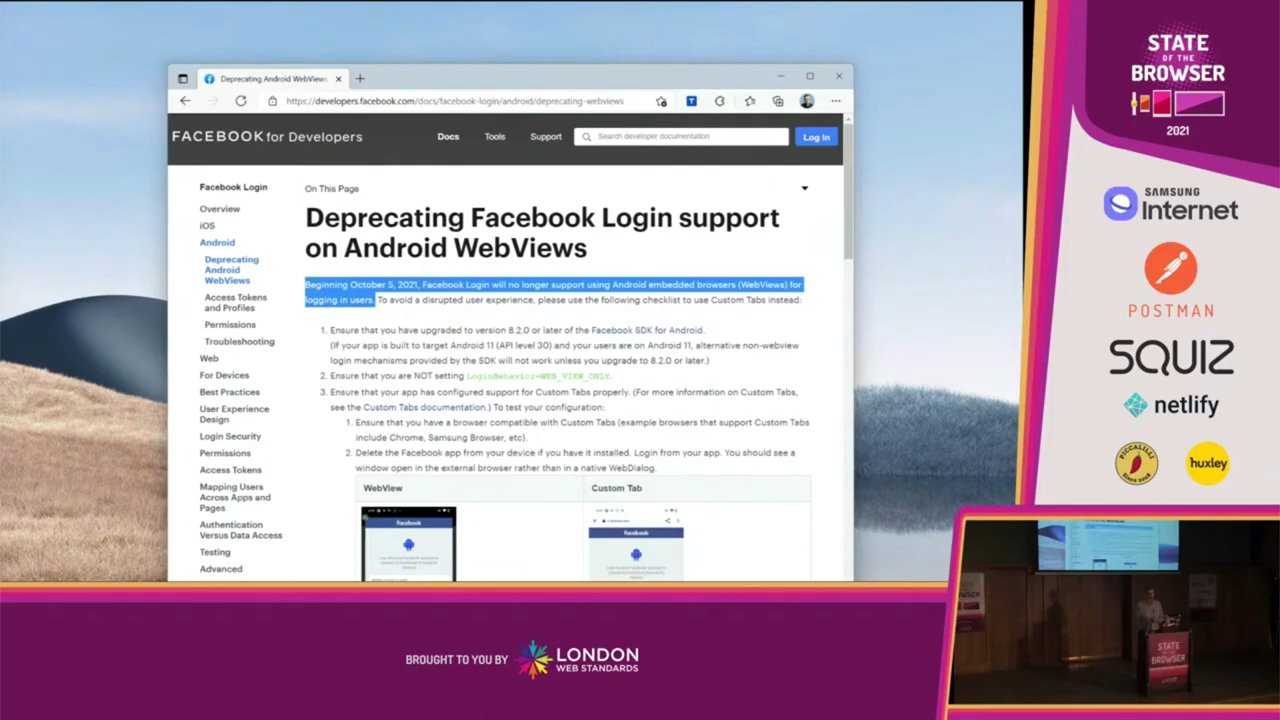 Deprecating Android WebViews
https://developers.facebook.com/docs/facebook-login/android/deprecating-webviews
FACEBOOK for Developers
Docs
Tools
Support
Search developer documentation
Log In
Facebook Login
Overview
iOS
Android
Deprecating
Android
WebViews
Access Tokens
and Profiles
Permissions
Troubleshooting
Web
For Devices
Best Practices
User Experience
Design
Login Security
Permissions
Access Tokens
Mapping Users
Across Apps and
Pages
Authentication
Versus Data Access
Testing
Advanced
On This Page
Deprecating Facebook Login support
on Android WebViews
Beginning October 5, 2021, Facebook Login will no longer support using Android embedded browsers (WebViews) for
logging in users. To avoid a disrupted user experience, please use the following checklist to use Custom Tabs instead:
1. Ensure that you have upgraded to version 8.2.0 or later of the Facebook SDK for Android.
(If your app is built to target Android 11 (API level 30) and your users are on Android 11, alternative non-webview
login mechanisms provided by the SDK will not work unless you upgrade to 8.2.0 or later.)
2. Ensure that you are NOT setting LoginBehavior=WEB_VIEW_ONLY.
3. Ensure that your app has configured support for Custom Tabs properly. (For more information on Custom Tabs,
see the Custom Tabs documentation.) To test your configuration:
1. Ensure that you have a browser compatible with Custom Tabs (example browsers that support Custom Tabs
include Chrome, Samsung Browser, etc).
2. Delete the Facebook app from your device if you have it installed. Login from your app. You should see a
window open in the external browser rather than in a native WebDialog.
WebView
Custom Tab
facebook
facebook
STATE
OF THE
BROWSER
2021
SAMSUNG
Internet
POSTMAN
SQUIZ
netlify
PICCALILLI
SINCE 2018
huxley
STATE
OF THE
BROWSER
BROUGHT TO YOU BY
LONDON
WEB STANDARDS